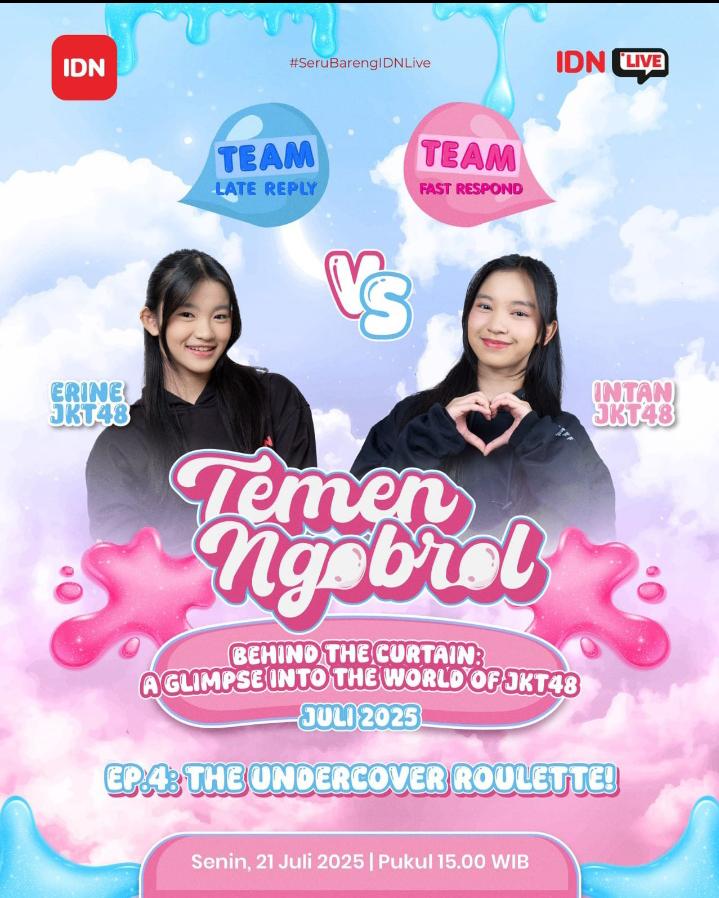 IDN
#SeruBarengIDNLive
IDN LIVE
TEAM
LATE REPLY
TEAM
FAST RESPOND
VS
ERINE
JKT48
INTAN
JKT48
Temen
Ngobrol
BEHIND THE CURTAIN:
A GLIMPSE INTO THE WORLD OF JKT48
JULI 2025
EP.4: THE UNDERCOVER ROULETTE!
Senin, 21 Juli 2025 | Pukul 15.00 WIB